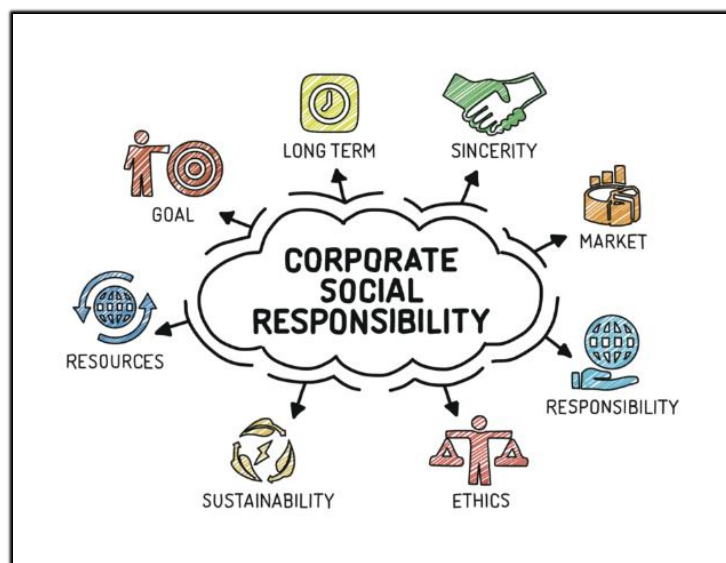 LONG TERM
SINCERITY
GOAL
MARKET
CORPORATE
SOCIAL
RESPONSIBILITY
RESOURCES
RESPONSIBILITY
SUSTAINABILITY
ETHICS